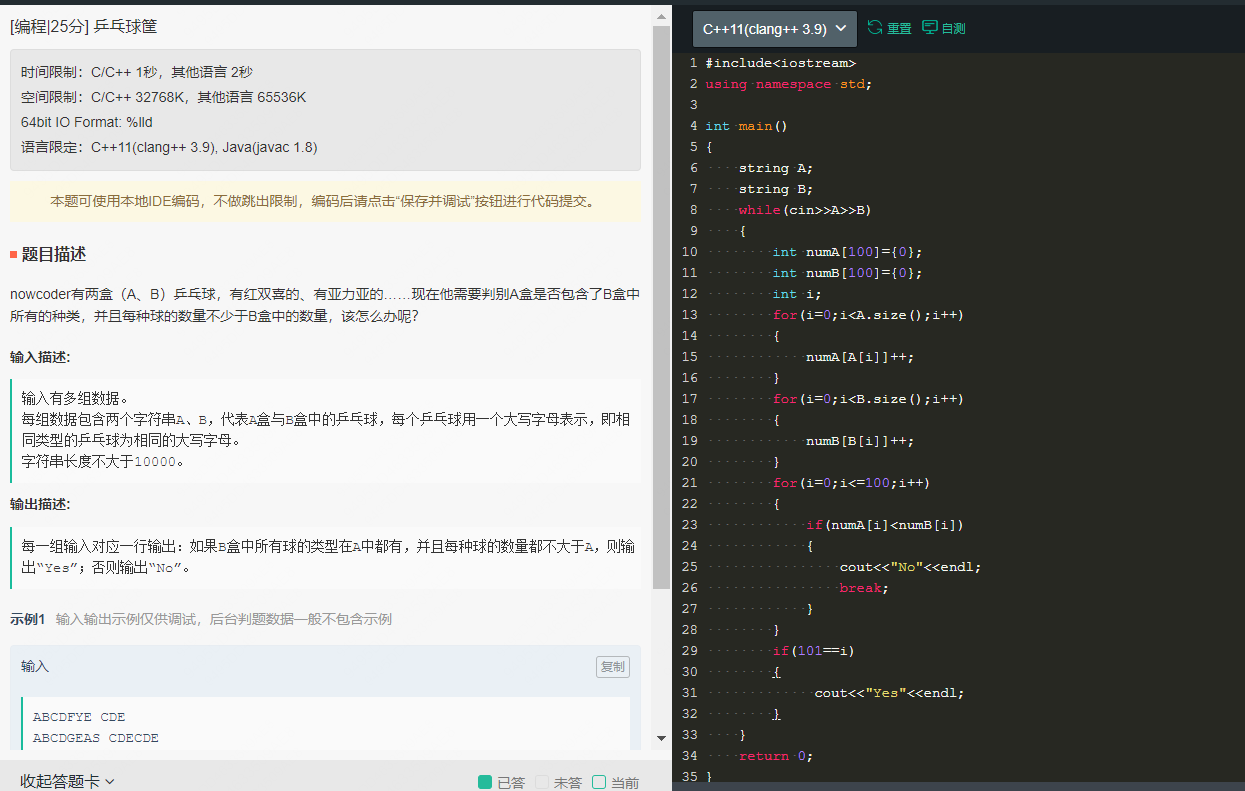 [编程|25分] 乒乓球筐
时间限制：C/C++ 1秒，其他语言 2秒
空间限制：C/C++ 32768K，其他语言 65536K
64bit IO Format: %lld
语言限定：C++11(clang++ 3.9), Java(javac 1.8)
本题可使用本地IDE编码，不做跳出限制，编码后请点击“保存并调试”按钮进行代码提交。
题目描述
nowcoder有两盒（A、B）乒乓球，有红双喜的、有亚力亚的……现在他需要判别A盒是否包含了B盒中
所有的种类，并且每种球的数量不少于B盒中的数量，该怎么办呢？
输入描述:
输入有多组数据。
每组数据包含两个字符串A、B，代表A盒与B盒中的乒乓球，每个乒乓球用一个大写字母表示，即相
同类型的乒乓球为相同的大写字母。
字符串长度不大于10000。
输出描述:
每一组输入对应一行输出：如果B盒中所有球的类型在A中都有，并且每种球的数量都不大于A，则输
出“Yes”；否则输出“No”。
示例1 输入输出示例仅供调试，后台判题数据一般不包含示例
输入
复制
ABCDFYE CDE
ABCDGEAS CDECDE
收起答题卡
已答 未答 当前
C++11(clang++ 3.9) 重置 自测
1 #include<iostream>
2 using namespace std;
3
4 int main()
5 {
6     string A;
7     string B;
8     while(cin>>A>>B)
9     {
10         int numA[100]={0};
11         int numB[100]={0};
12         int i;
13         for(i=0;i<A.size();i++)
14         {
15             numA[A[i]]++;
16         }
17         for(i=0;i<B.size();i++)
18         {
19             numB[B[i]]++;
20         }
21         for(i=0;i<=100;i++)
22         {
23             if(numA[i]<numB[i])
24             {
25                 cout<<"No"<<endl;
26                 break;
27             }
28         }
29         if(101==i)
30         {
31              cout<<"Yes"<<endl;
32         }
33     }
34     return 0;
35 }